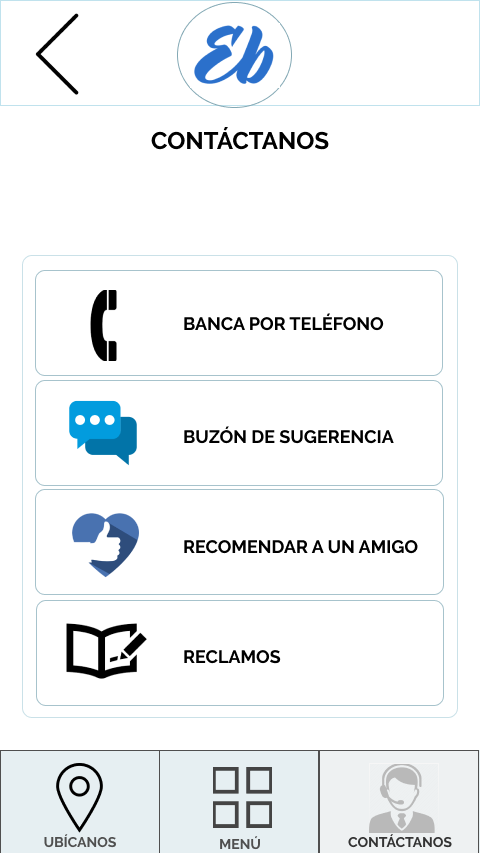 Eb
CONTÁCTANOS
BANCA POR TELÉFONO
BUZÓN DE SUGERENCIA
RECOMENDAR A UN AMIGO
RECLAMOS
UBÍCANOS
MENÚ
CONTÁCTANOS